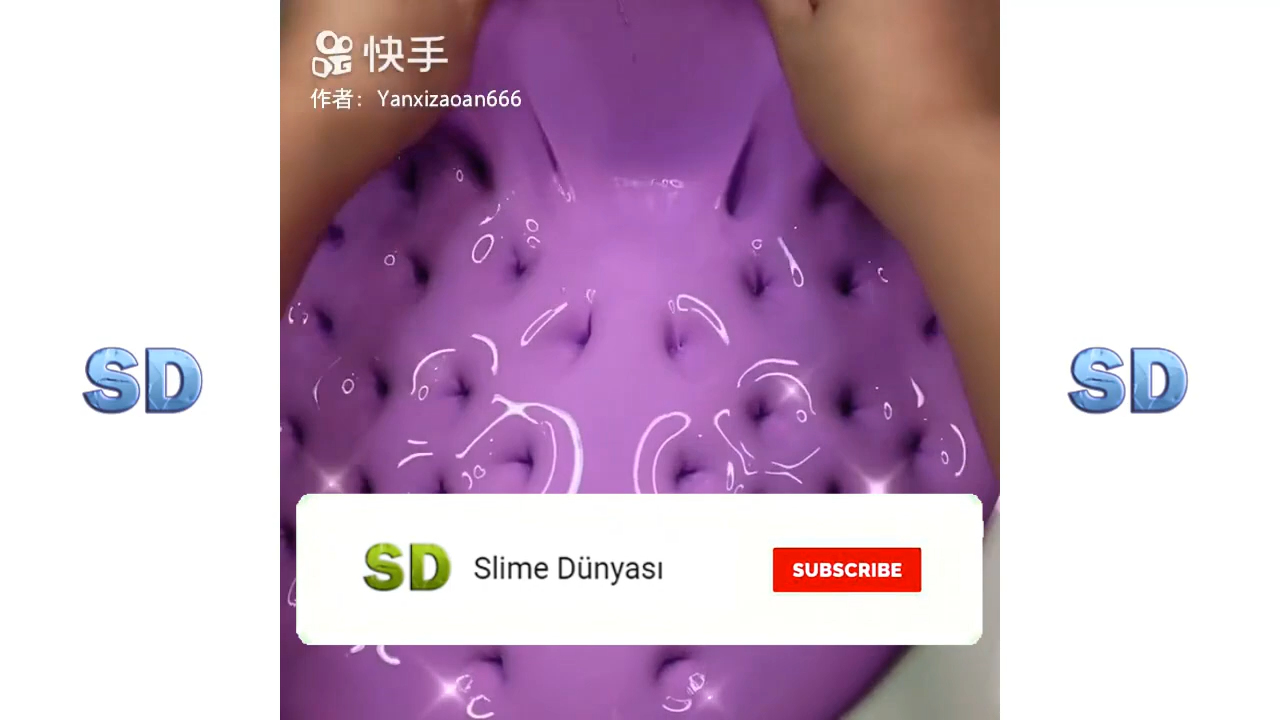 快手
作者：Yanxizaoan666
SD
SD
SD
Slime Dünyası
SUBSCRIBE